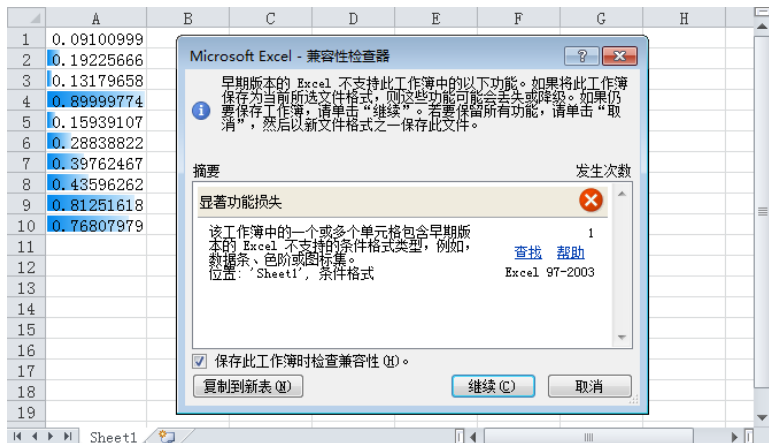 A B C D E F G H
1 0.09100999
2 0.19225666
3 0.13179658
4 0.89999774
5 0.15939107
6 0.28838822
7 0.39762467
8 0.43596262
9 0.81251618
10 0.76807979
11
12
13
14
15
16
17
18
19
Microsoft Excel - 兼容性检查器
早期版本的 Excel 不支持此工作簿中的以下功能。如果将此工作簿
保存为当前所选文件格式，则这些功能可能会丢失或降级。如果仍
要保存工作簿，请单击“继续”。若要保留所有功能，请单击“取
消”，然后以新文件格式之一保存此文件。
摘要 发生次数
显著功能损失
该工作簿中的一个或多个单元格包含早期版 1
本的 Excel 不支持的条件格式类型，例如，
数据条、色阶或图标集。 查找 帮助
位置: 'Sheet1', 条件格式 Excel 97-2003
保存此工作簿时检查兼容性(H)。
复制到新表(N) 继续(C) 取消
Sheet1